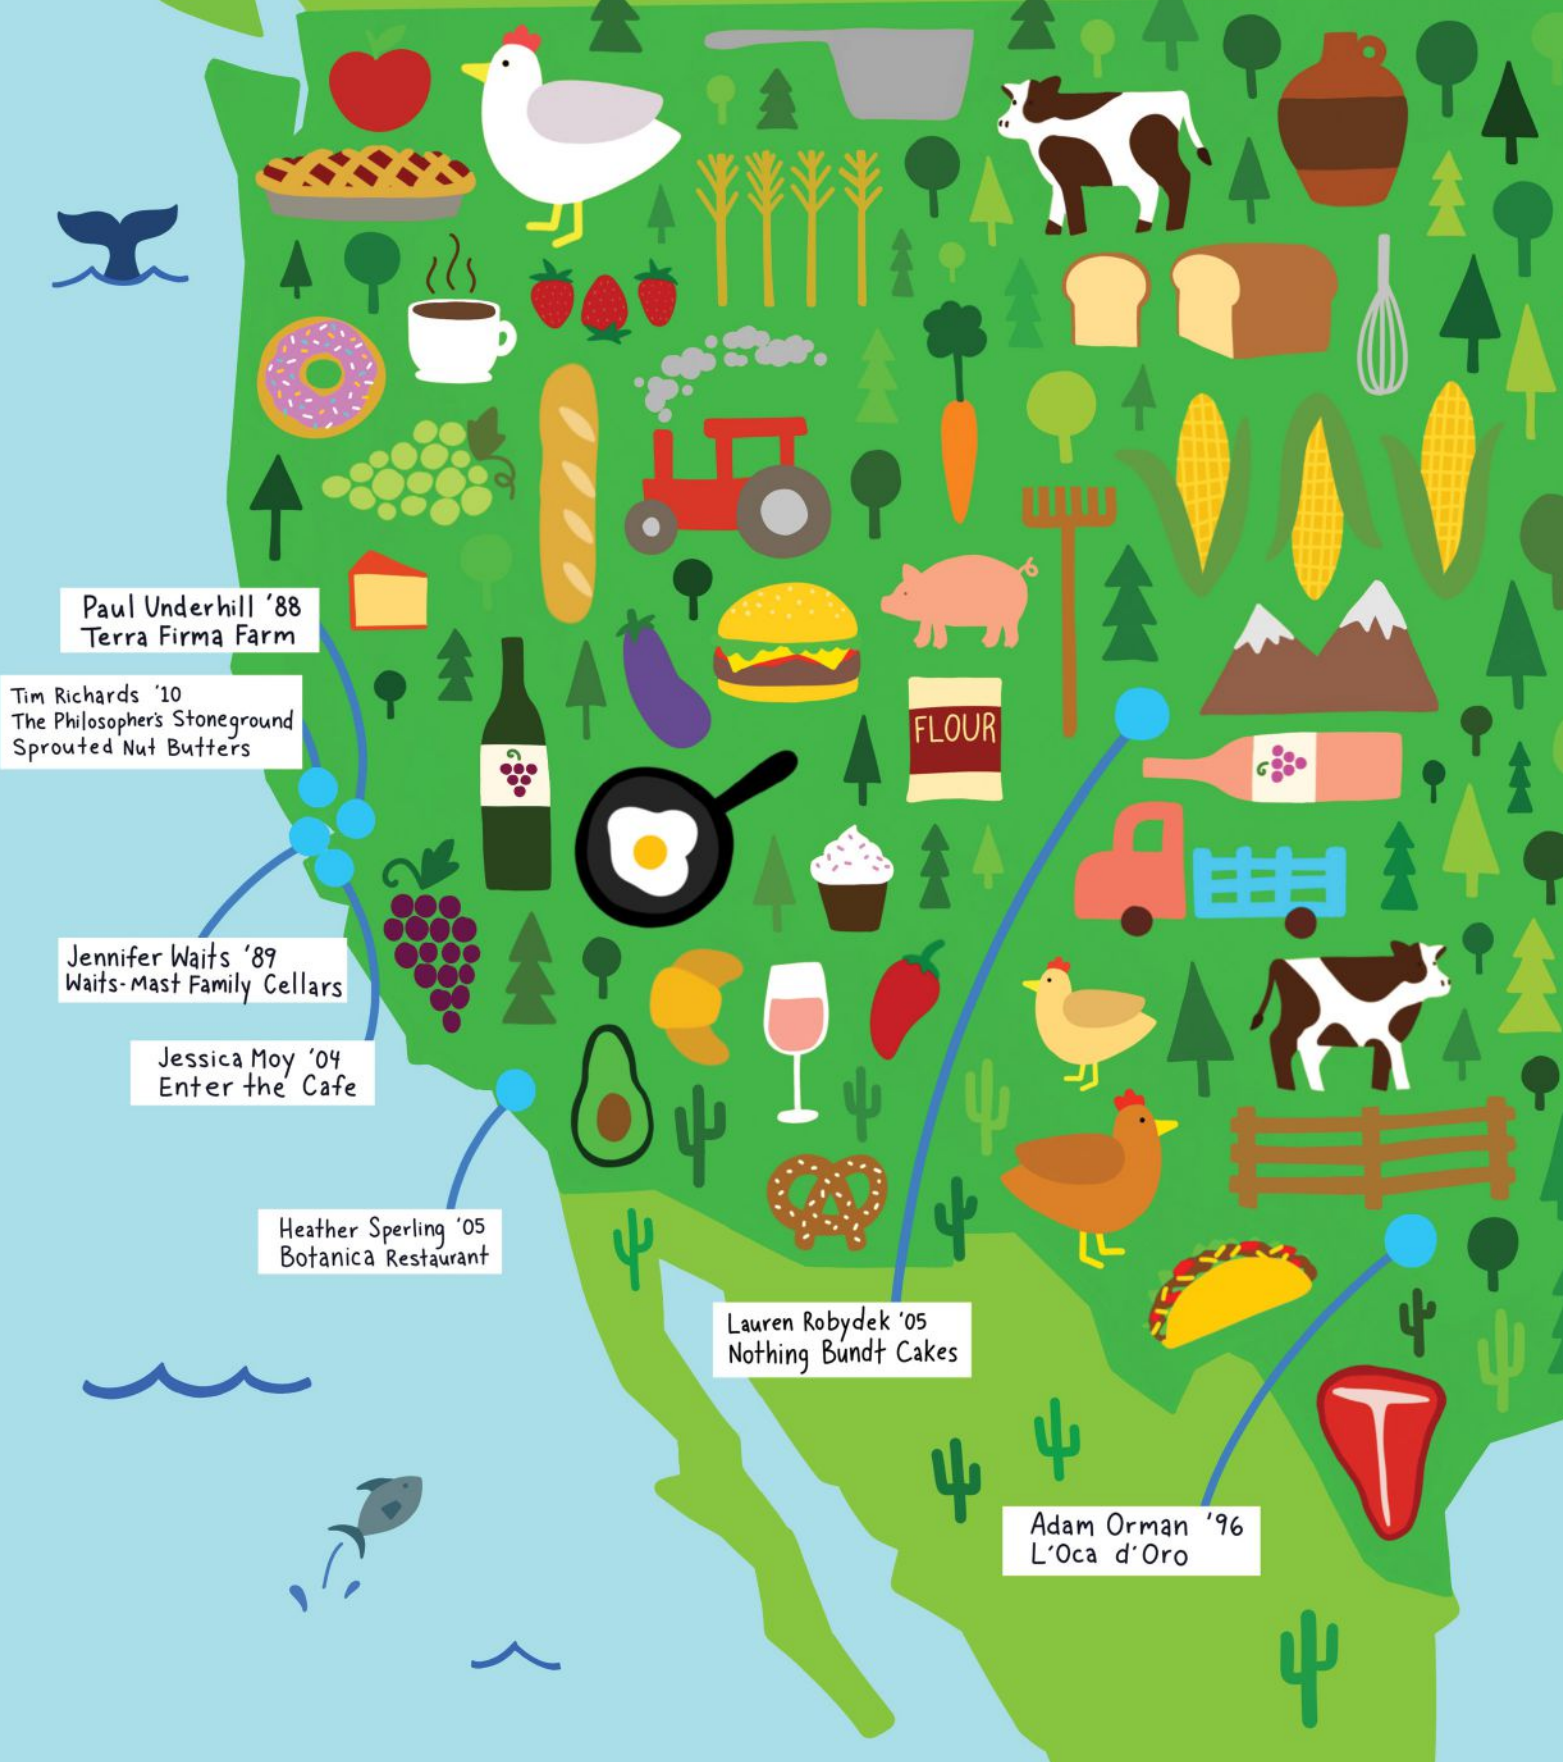 Paul Underhill '88
Terra Firma Farm
Tim Richards '10
The Philosopher's Stoneground
Sprouted Nut Butters
FLOUR
Jennifer Waits '89
Waits-Mast Family Cellars
Jessica Moy '04
Enter the Cafe
Heather Sperling '05
Botanica Restaurant
Lauren Robydek '05
Nothing Bundt Cakes
Adam Orman '96
L'Oca d'Oro